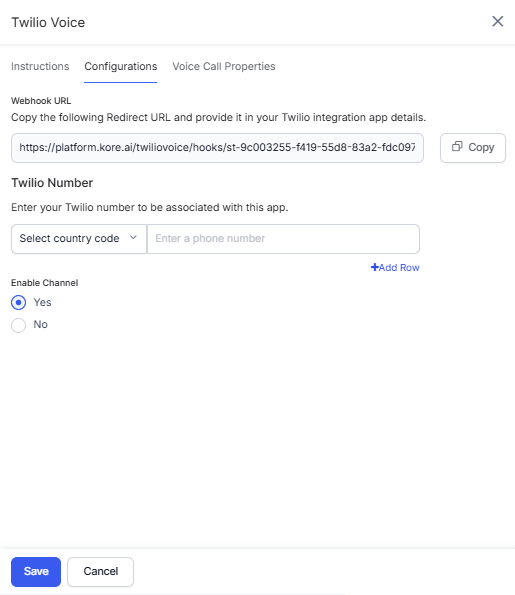 Twilio Voice
Instructions Configurations Voice Call Properties
Webhook URL
Copy the following Redirect URL and provide it in your Twilio integration app details.
https://platform.kore.ai/twiliovoice/hooks/st-9c003255-f419-55d8-83a2-fdc097 Copy
Twilio Number
Enter your Twilio number to be associated with this app.
Select country code Enter a phone number
+Add Row
Enable Channel
Yes
No
Save Cancel